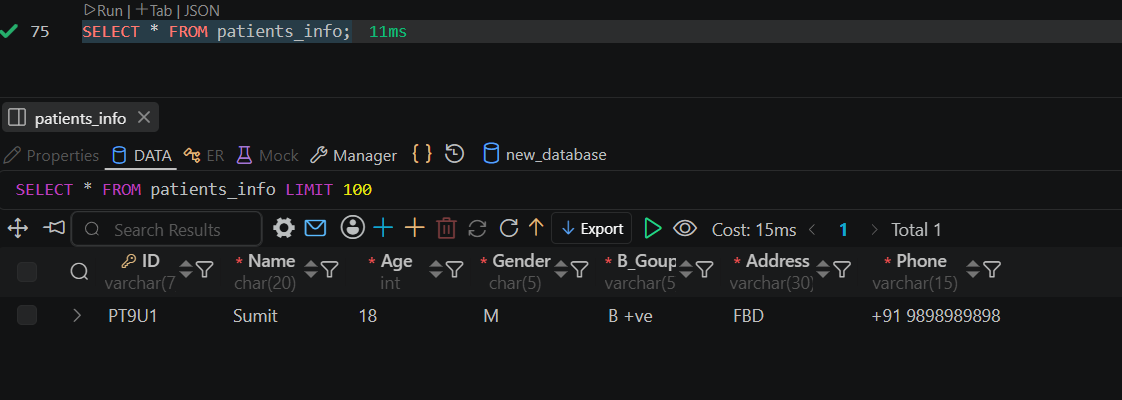 Run | Tab | JSON
75 SELECT * FROM patients_info; 11ms
patients_info
Properties DATA ER Mock Manager { } new_database
SELECT * FROM patients_info LIMIT 100
Search Results Export Cost: 15ms 1 Total 1
ID * Name * Age * Gender * B_Goup * Address * Phone
varchar(7 char(20) int char(5) varchar(5 varchar(30) varchar(15)
PT9U1 Sumit 18 M B +ve FBD +91 9898989898